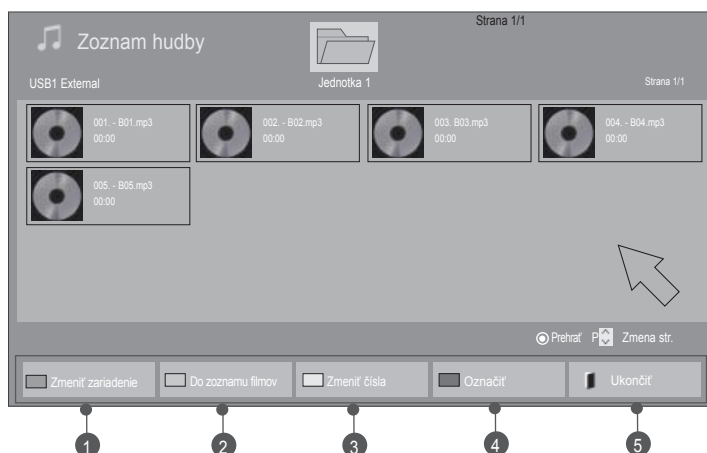 Strana 1/1
Zoznam hudby
USB1 External
Jednotka 1
Strana 1/1
001. - B01.mp3
00:00
002. - B02.mp3
00:00
003. B03.mp3
00:00
004. - B04.mp3
00:00
005. - B05.mp3
00:00
Prehrať P Zmena str.
Zmeniť zariadenie
Do zoznamu filmov
Zmeniť čísla
Označiť
Ukončiť
1 2 3 4 5